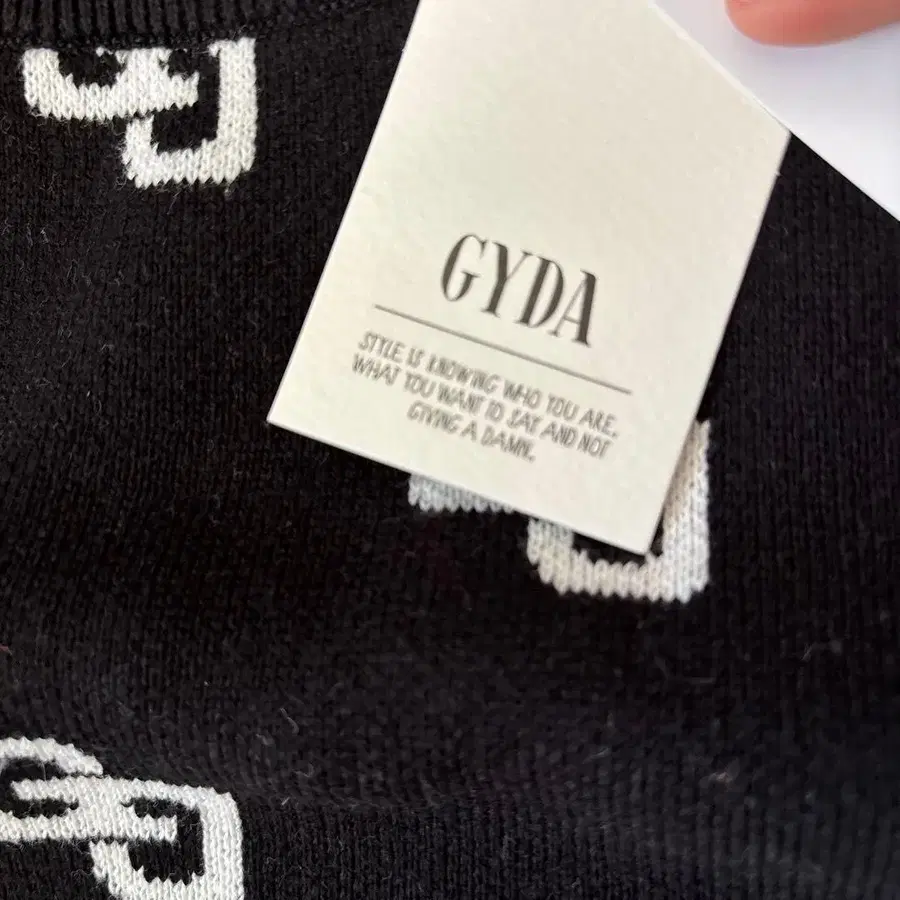 GYDA
STYLE IS KNOWING WHO YOU ARE,
WHAT YOU WANT TO SAY AND NOT
GIVING A DAMN.